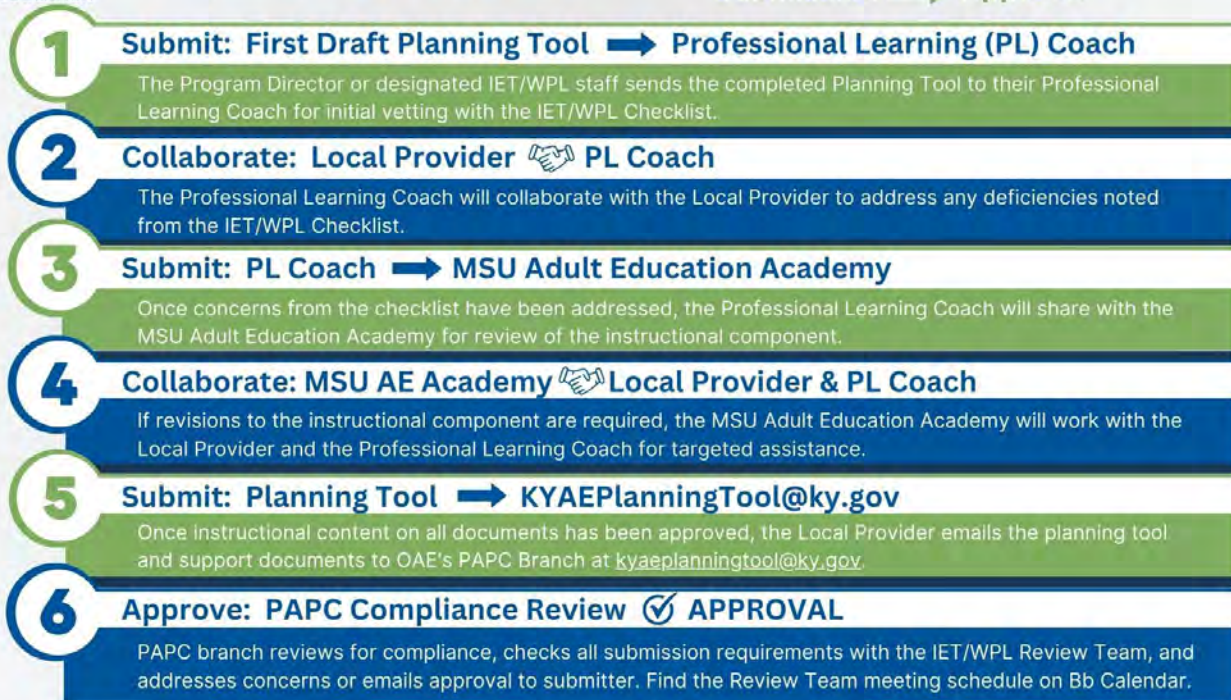 1
Submit: First Draft Planning Tool ➡ Professional Learning (PL) Coach
The Program Director or designated IET/WPL staff sends the completed Planning Tool to their Professional
Learning Coach for initial vetting with the IET/WPL Checklist.
2
Collaborate: Local Provider PL Coach
The Professional Learning Coach will collaborate with the Local Provider to address any deficiencies noted
from the IET/WPL Checklist.
3
Submit: PL Coach ➡ MSU Adult Education Academy
Once concerns from the checklist have been addressed, the Professional Learning Coach will share with the
MSU Adult Education Academy for review of the instructional component.
4
Collaborate: MSU AE Academy Local Provider & PL Coach
If revisions to the instructional component are required, the MSU Adult Education Academy will work with the
Local Provider and the Professional Learning Coach for targeted assistance.
5
Submit: Planning Tool ➡ KYAEPlanningTool@ky.gov
Once instructional content on all documents has been approved, the Local Provider emails the planning tool
and support documents to OAE's PAPC Branch at kyaeplanningtool@ky.gov.
6
Approve: PAPC Compliance Review APPROVAL
PAPC branch reviews for compliance, checks all submission requirements with the IET/WPL Review Team, and
addresses concerns or emails approval to submitter. Find the Review Team meeting schedule on Bb Calendar.